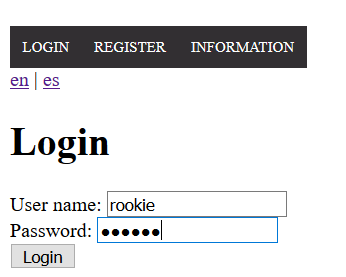 LOGIN REGISTER INFORMATION
en | es
Login
User name: rookie
Password: ●●●●●●
Login